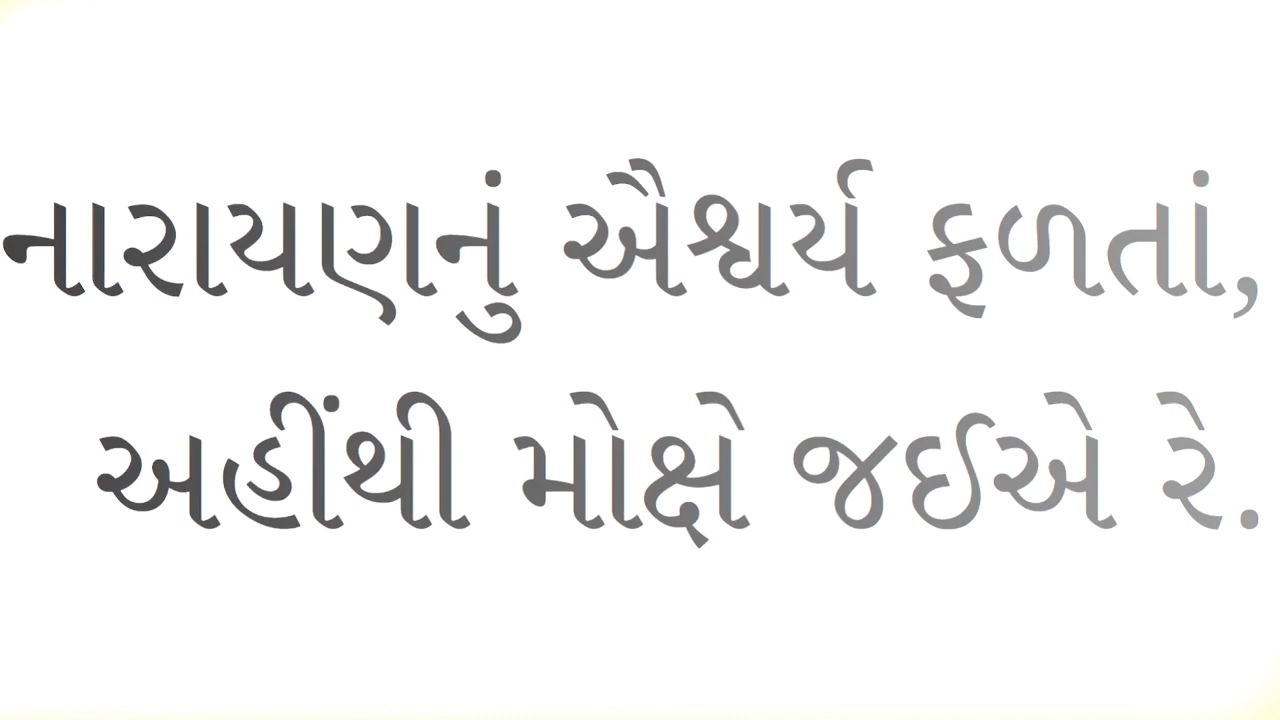 નારાયણનું ઐશ્વર્ય ફળતાં,
અહીંથી મોક્ષે જઈએ રે.